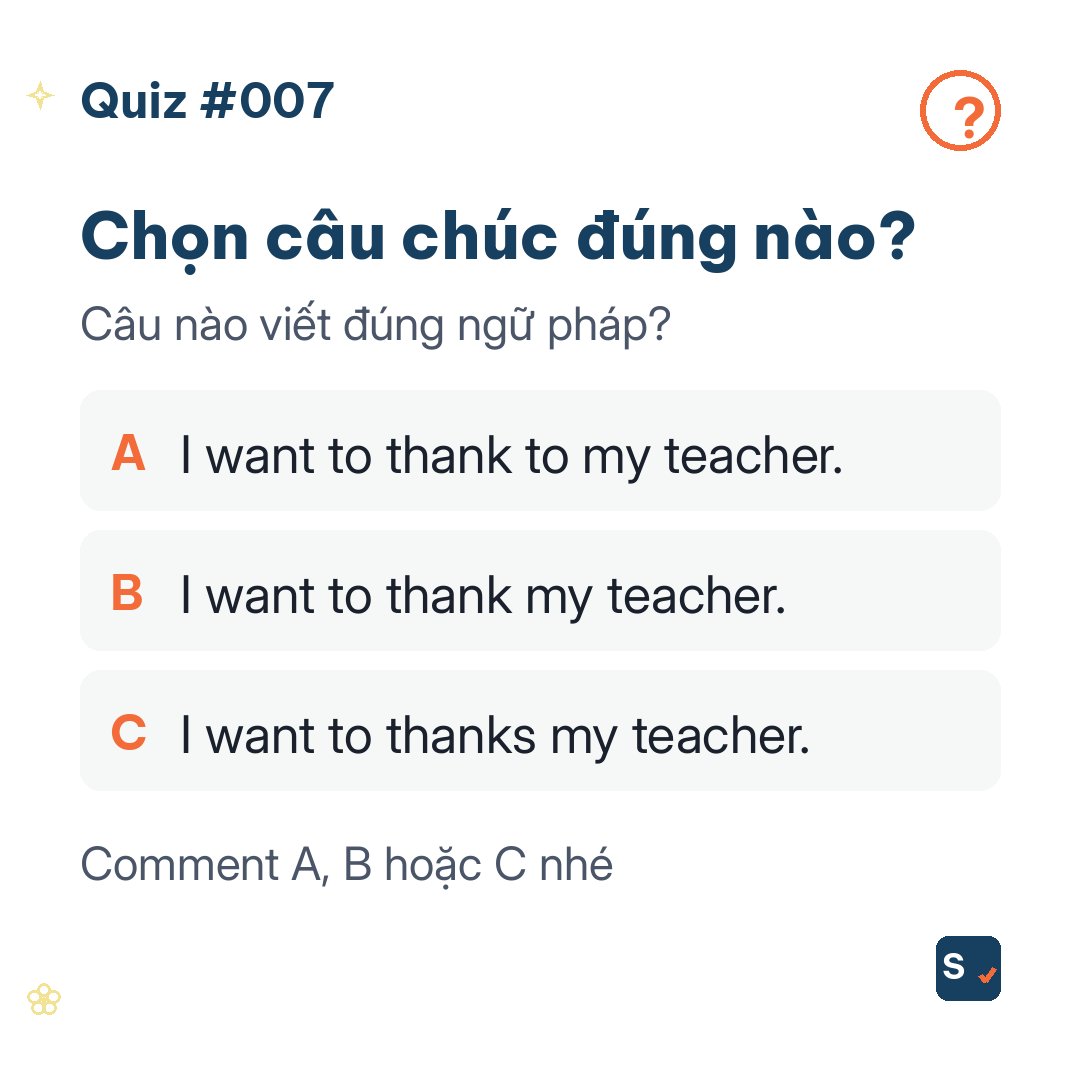 Quiz #007
?
Chọn câu chúc đúng nào?
Câu nào viết đúng ngữ pháp?
A I want to thank to my teacher.
B I want to thank my teacher.
C I want to thanks my teacher.
Comment A, B hoặc C nhé
S